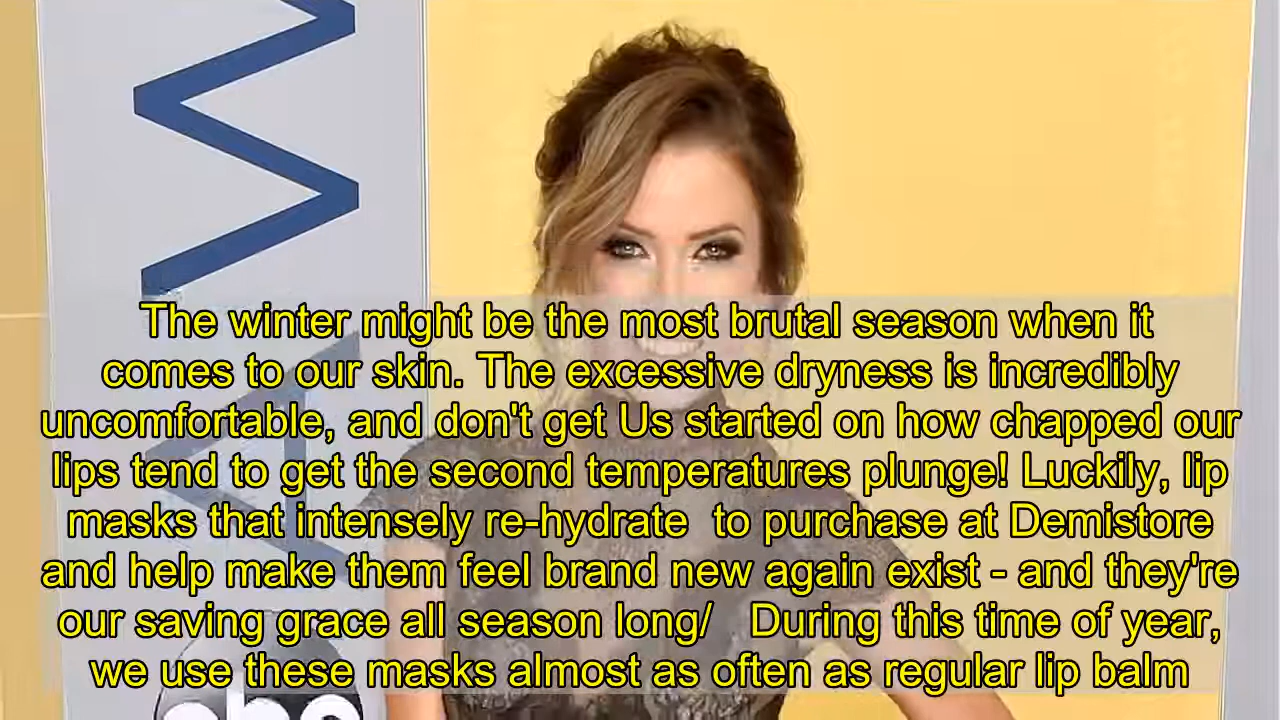 The winter might be the most brutal season when it
comes to our skin. The excessive dryness is incredibly
uncomfortable, and don't get Us started on how chapped our
lips tend to get the second temperatures plunge! Luckily, lip
masks that intensely re-hydrate  to purchase at Demistore
and help make them feel brand new again exist - and they're
our saving grace all season long/   During this time of year,
we use these masks almost as often as regular lip balm
abc